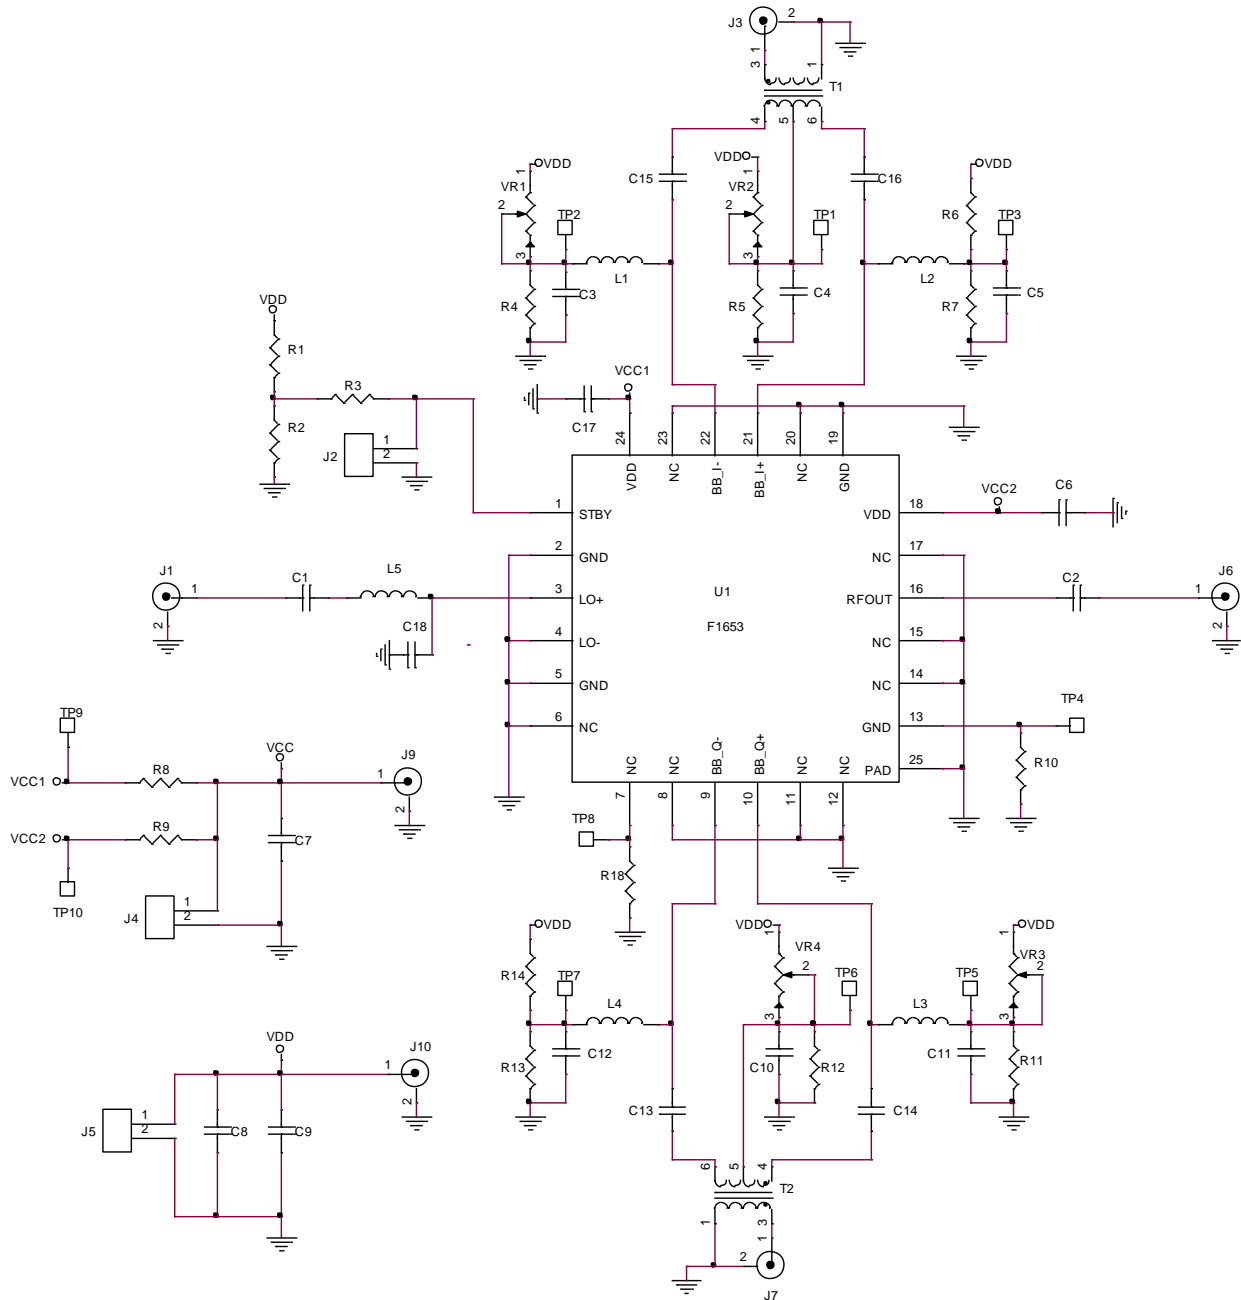 J3
2
1
3
1
T1
4
5
6
VDD
VDD
VDD
1
VR1
2
3
TP2
C15
1
VR2
2
3
TP1
C16
R6
TP3
L1
L2
R4
C3
R5
C4
R7
C5
VDD
R1
R3
R2
J2
1
2
VCC1
C17
24
23
22
21
20
19
VDD
NC
BB_I-
BB_I+
NC
GND
1
STBY
2
GND
3
LO+
4
LO-
5
GND
6
NC
U1
F1653
18
VDD
17
NC
16
RFOUT
15
NC
14
NC
13
GND
25
PAD
VCC2
C6
J1
1
2
C1
L5
C18
C2
J6
1
2
TP4
R10
NC
NC
BB_Q-
BB_Q+
NC
NC
7
8
9
10
11
12
TP8
R18
TP9
VCC1
R8
VCC
1
J9
2
VCC2
R9
C7
TP10
J4
1
2
VDD
R14
TP7
L4
R13
C12
C13
VDD
1
VR4
2
3
TP6
C10
R12
C14
VDD
1
VR3
2
3
TP5
L3
C11
R11
VDD
J10
1
2
J5
1
2
C8
C9
6
5
4
T2
1
3
1
2
J7